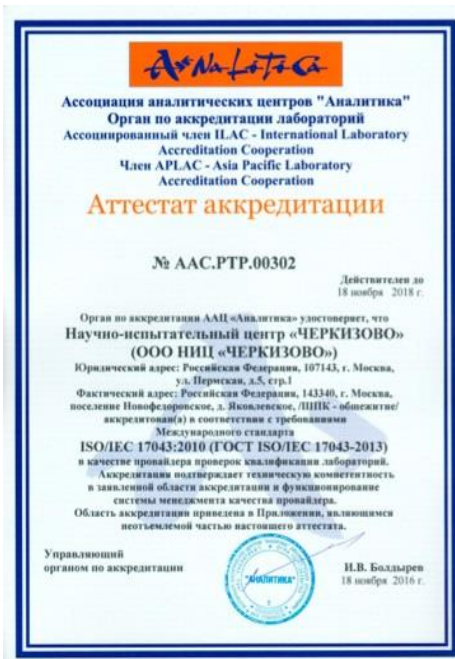 AsNaLiTiCa
Ассоциация аналитических центров "Аналитика"
Орган по аккредитации лабораторий
Ассоциированный член ILAC - International Laboratory
Accreditation Cooperation
Член APLAC - Asia Pacific Laboratory
Accreditation Cooperation
Аттестат аккредитации
№ ААС.РТР.00302
Действителен до
18 ноября 2018 г.
Орган по аккредитации ААЦ «Аналитика» удостоверяет, что
Научно-испытательный центр «ЧЕРКИЗОВО»
(ООО НИЦ «ЧЕРКИЗОВО»)
Юридический адрес: Российская Федерация, 107143, г. Москва,
ул. Пермская, д.5, стр.1
Фактический адрес: Российская Федерация, 143340, г. Москва,
поселение Новофедоровское, д. Яковлевское, /ППК - общежитие/
аккредитован(а) в соответствии с требованиями
Международного стандарта
ISO/IEC 17043:2010 (ГОСТ ISO/IEC 17043-2013)
в качестве провайдера проверок квалификации лабораторий.
Аккредитация подтверждает техническую компетентность
в заявленной области аккредитации и функционирование
системы менеджмента качества провайдера.
Область аккредитации приведена в Приложении, являющимся
неотъемлемой частью настоящего аттестата.
Управляющий
органом по аккредитации
"АНАЛИТИКА"
И.В. Болдырев
18 ноября 2016 г.